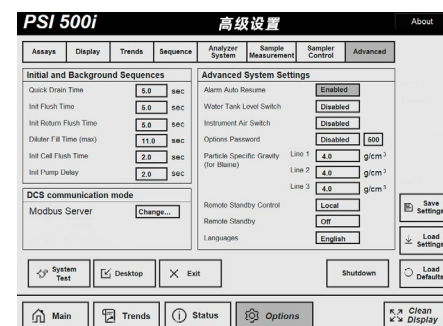 PSI 500i 高级设置 About
Assays Display Trends Sequence Analyzer System Sample Measurement Sampler Control Advanced
Initial and Background Sequences
Quick Drain Time 5.0 sec
Init Flush Time 5.0 sec
Init Return Flush Time 5.0 sec
Diluter Fill Time (max) 11.0 sec
Init Cell Flush Time 2.0 sec
Init Pump Delay 2.0 sec
DCS communication mode
Modbus Server Change...
Advanced System Settings
Alarm Auto Resume Enabled
Water Tank Level Switch Disabled
Instrument Air Switch Disabled
Options Password Disabled 500
Particle Specific Gravity Line 1 4.0 g/cm³
(for Blaine) Line 2 4.0 g/cm³
Line 3 4.0 g/cm³
Remote Standby Control Local
Remote Standby Off
Languages English
Save Settings
Load Settings
Load Defaults
System Test Desktop Exit Shutdown
Main Trends Status Options Clean Display